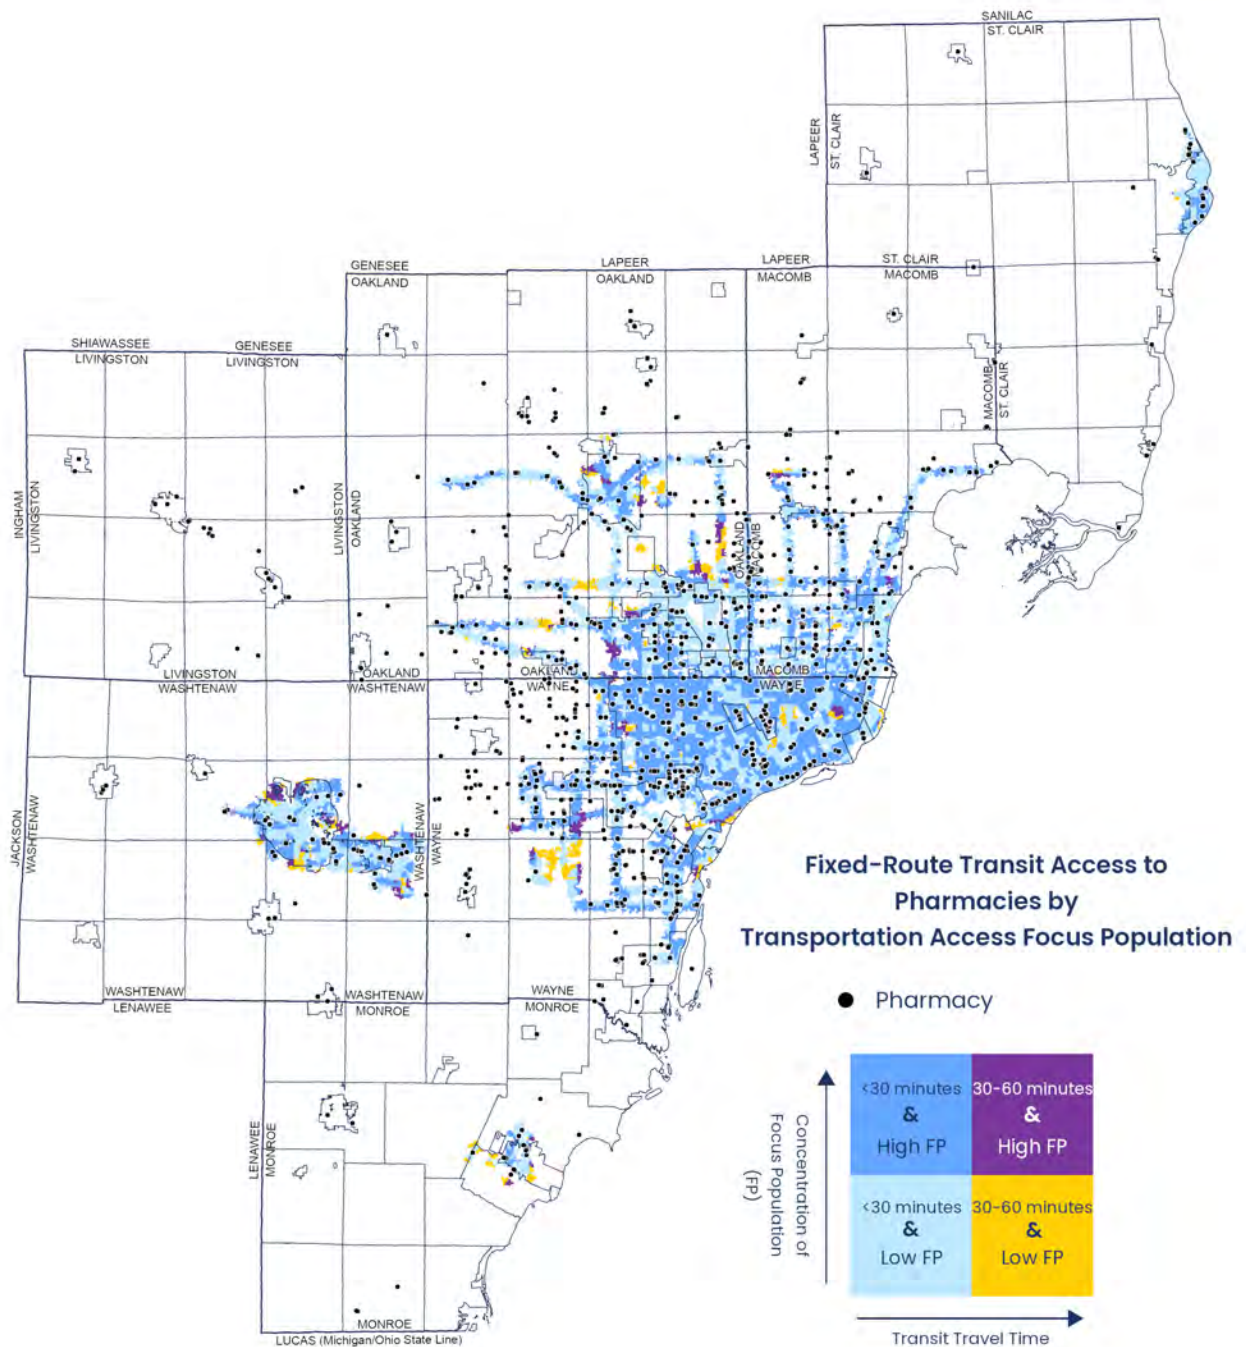 SANILAC
ST. CLAIR
LAPEER
ST. CLAIR
GENESEE
OAKLAND
LAPEER
OAKLAND
LAPEER
MACOMB
ST. CLAIR
MACOMB
SHIAWASSEE
LIVINGSTON
GENESEE
LIVINGSTON
MACOMB
ST. CLAIR
INGHAM
LIVINGSTON
LIVINGSTON
OAKLAND
OAKLAND
MACOMB
LIVINGSTON
WASHTENAW
OAKLAND
WASHTENAW
OAKLAND
WAYNE
MACOMB
WAYNE
JACKSON
WASHTENAW
WASHTENAW
WAYNE
WASHTENAW
LENAWEE
WASHTENAW
MONROE
WAYNE
MONROE
LENAWEE
MONROE
MONROE
LUCAS (Michigan/Ohio State Line)
Fixed-Route Transit Access to
Pharmacies by
Transportation Access Focus Population
Pharmacy
Concentration of
Focus Population
(FP)
<30 minutes
&
High FP
30-60 minutes
&
High FP
<30 minutes
&
Low FP
30-60 minutes
&
Low FP
Transit Travel Time